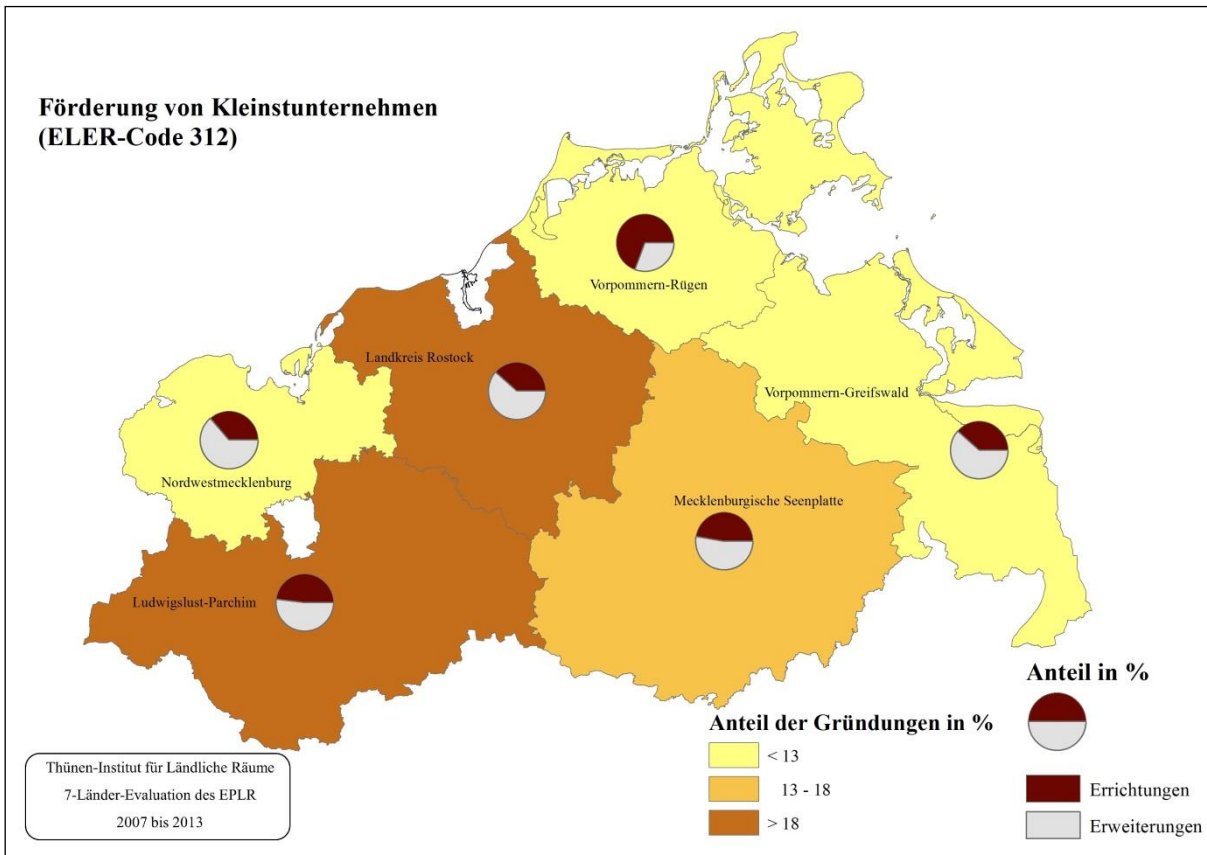 Förderung von Kleinstunternehmen
(ELER-Code 312)
Vorpommern-Rügen
Landkreis Rostock
Vorpommern-Greifswald
Nordwestmecklenburg
Mecklenburgische Seenplatte
Ludwigslust-Parchim
Anteil der Gründungen in %
< 13
13 - 18
> 18
Anteil in %
Errichtungen
Erweiterungen
Thünen-Institut für Ländliche Räume
7-Länder-Evaluation des EPLR
2007 bis 2013